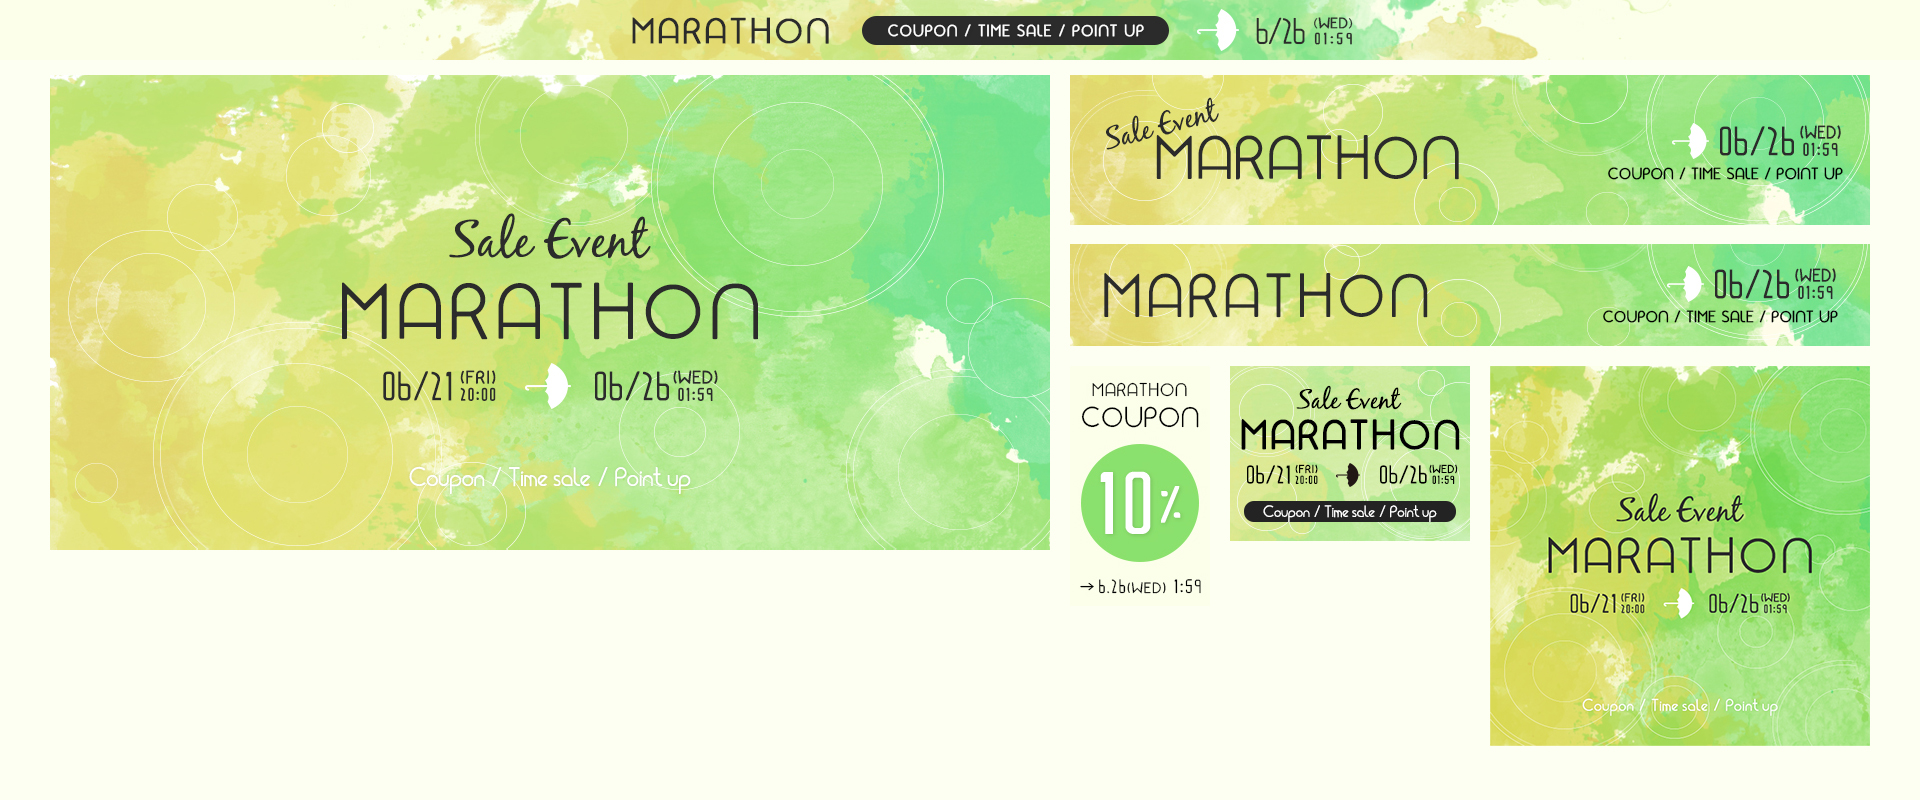 MARATHON COUPON / TIME SALE / POINT UP 6/26 (WED) 01:59
Sale Event
MARATHON
06/21 (FRI) 20:00 06/26 (WED) 01:59
Coupon / Time sale / Point up
Sale Event
MARATHON
06/26 (WED) 01:59
COUPON / TIME SALE / POINT UP
MARATHON
06/26 (WED) 01:59
COUPON / TIME SALE / POINT UP
MARATHON
COUPON
10%
→ 6.26(WED) 1:59
Sale Event
MARATHON
06/21 (FRI) 20:00 06/26 (WED) 01:59
Coupon / Time sale / Point up
Sale Event
MARATHON
06/21 (FRI) 20:00 06/26 (WED) 01:59
Coupon / Time sale / Point up